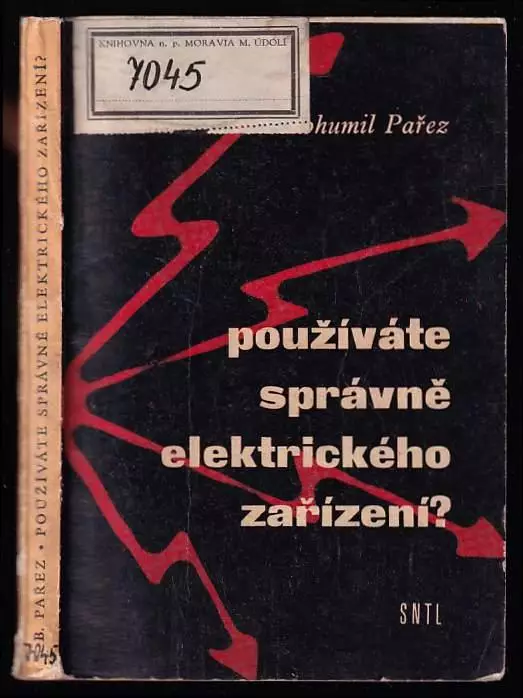 KNIHOVNA n. p. MORAVIA M. ÚDOLÍ
7045
ohumil Pařez
používáte
správně
elektrického
zařízení?
SNTL
B. PAŘEZ • POUŽÍVÁTE SPRÁVNĚ ELEKTRICKÉHO ZAŘÍZENÍ?
7045